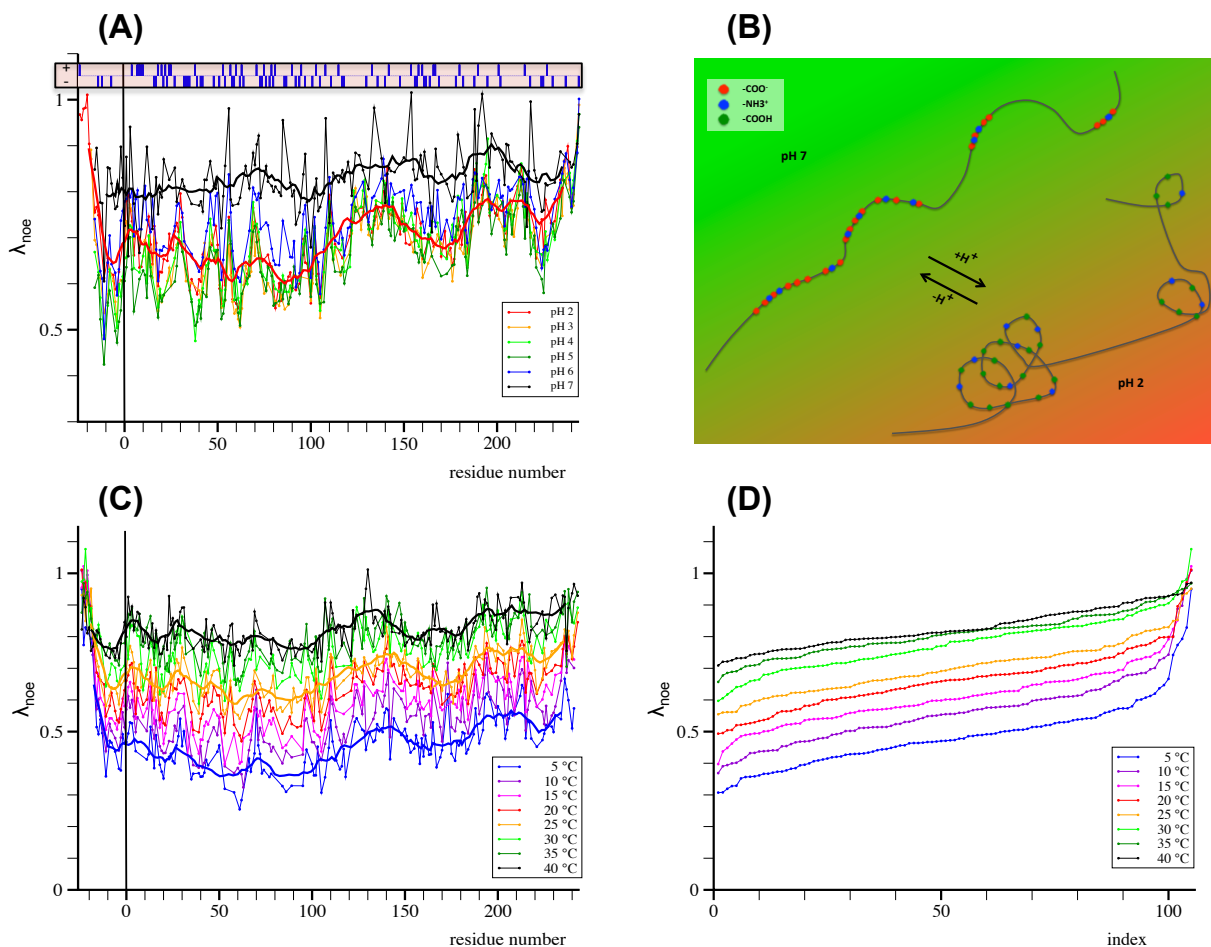 (A)
+
-
1
0.5
λnoe
0
50
100
150
200
residue number
pH 2
pH 3
pH 4
pH 5
pH 6
pH 7
(B)
-COO-
-NH3+
-COOH
pH 7
+H+
-H+
pH 2
(C)
1
0.5
0
λnoe
0
50
100
150
200
residue number
5 °C
10 °C
15 °C
20 °C
25 °C
30 °C
35 °C
40 °C
(D)
1
0.5
0
λnoe
0
50
100
index
5 °C
10 °C
15 °C
20 °C
25 °C
30 °C
35 °C
40 °C